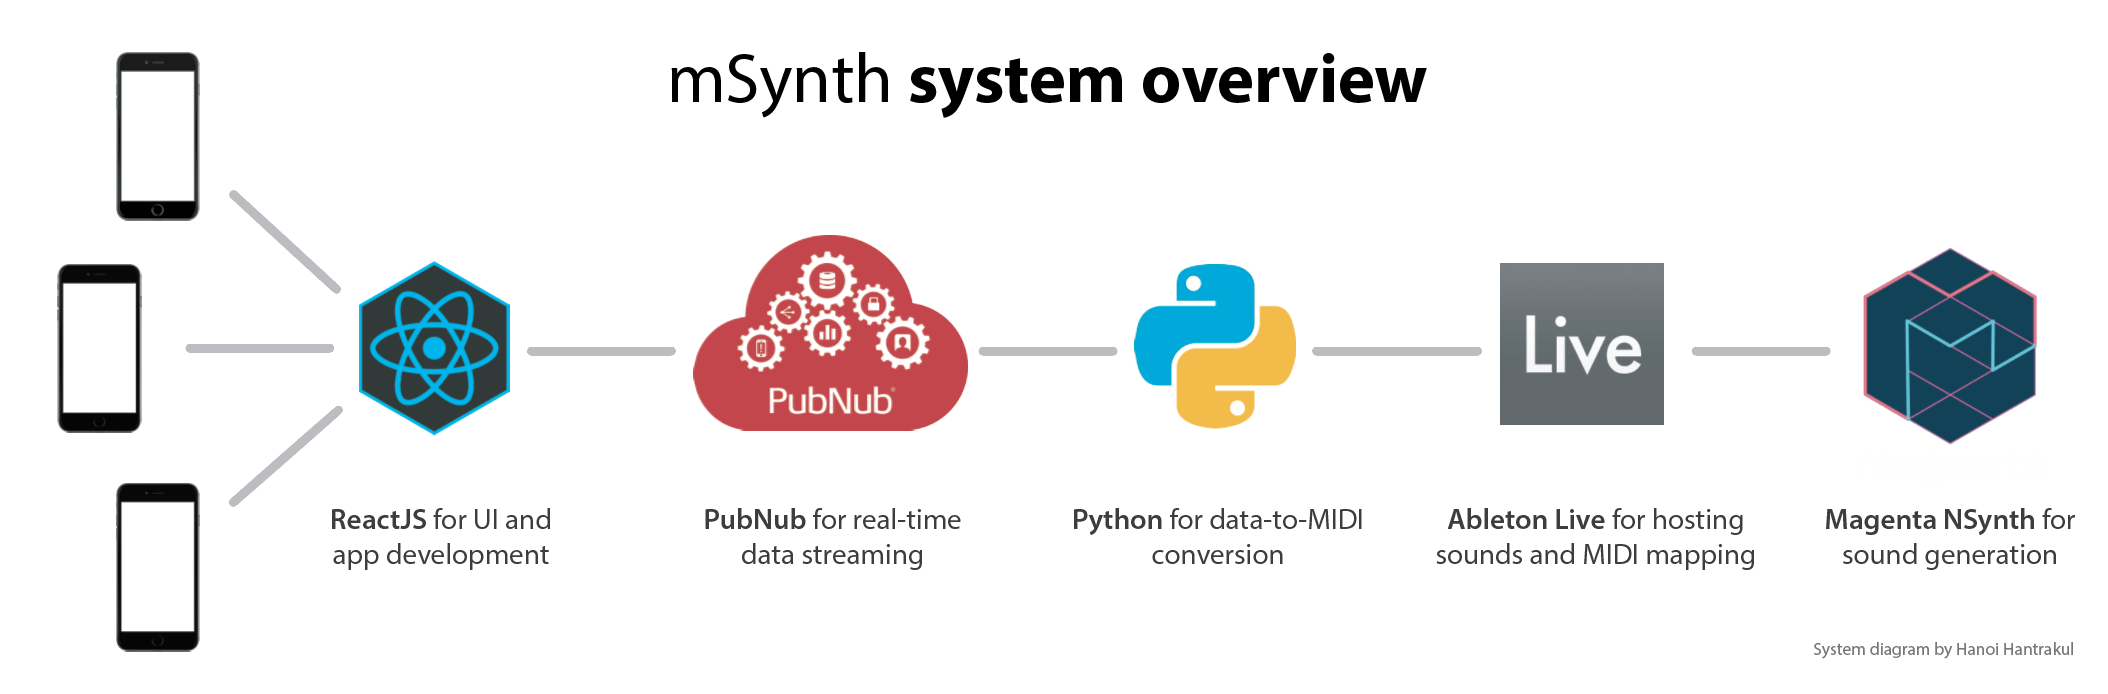 mSynth system overview
PubNub
Live
ReactJS for UI and
app development
PubNub for real-time
data streaming
Python for data-to-MIDI
conversion
Ableton Live for hosting
sounds and MIDI mapping
Magenta NSynth for
sound generation
System diagram by Hanoi Hantrakul